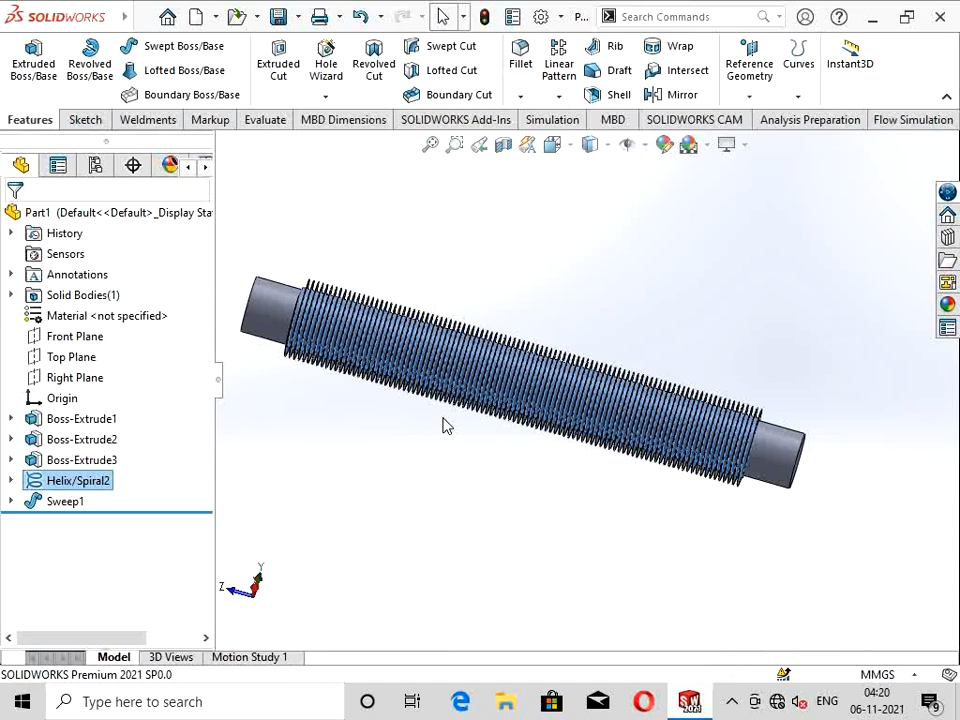 SOLIDWORKS
P...
Search Commands
Extruded Boss/Base
Revolved Boss/Base
Swept Boss/Base
Lofted Boss/Base
Boundary Boss/Base
Extruded Cut
Hole Wizard
Revolved Cut
Swept Cut
Lofted Cut
Boundary Cut
Fillet
Linear Pattern
Rib
Draft
Shell
Wrap
Intersect
Mirror
Reference Geometry
Curves
Instant3D
Features
Sketch
Weldments
Markup
Evaluate
MBD Dimensions
SOLIDWORKS Add-Ins
Simulation
MBD
SOLIDWORKS CAM
Analysis Preparation
Flow Simulation
Part1 (Default<<Default>_Display Sta
History
Sensors
Annotations
Solid Bodies(1)
Material <not specified>
Front Plane
Top Plane
Right Plane
Origin
Boss-Extrude1
Boss-Extrude2
Boss-Extrude3
Helix/Spiral2
Sweep1
Y
Z
Model
3D Views
Motion Study 1
SOLIDWORKS Premium 2021 SP0.0
MMGS
Type here to search
SW
2021
ENG
04:20
06-11-2021
9